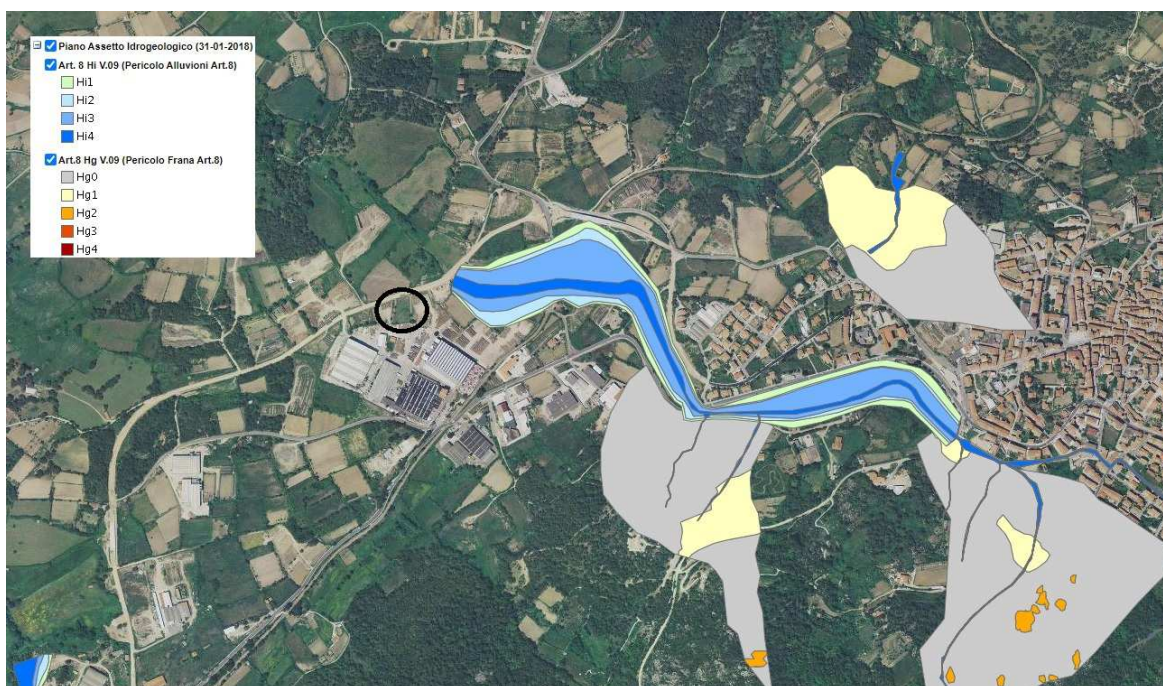 Piano Assetto Idrogeologico (31-01-2018)
Art. 8 Hi V.09 (Pericolo Alluvioni Art.8)
Hi1
Hi2
Hi3
Hi4
Art.8 Hg V.09 (Pericolo Frana Art.8)
Hg0
Hg1
Hg2
Hg3
Hg4